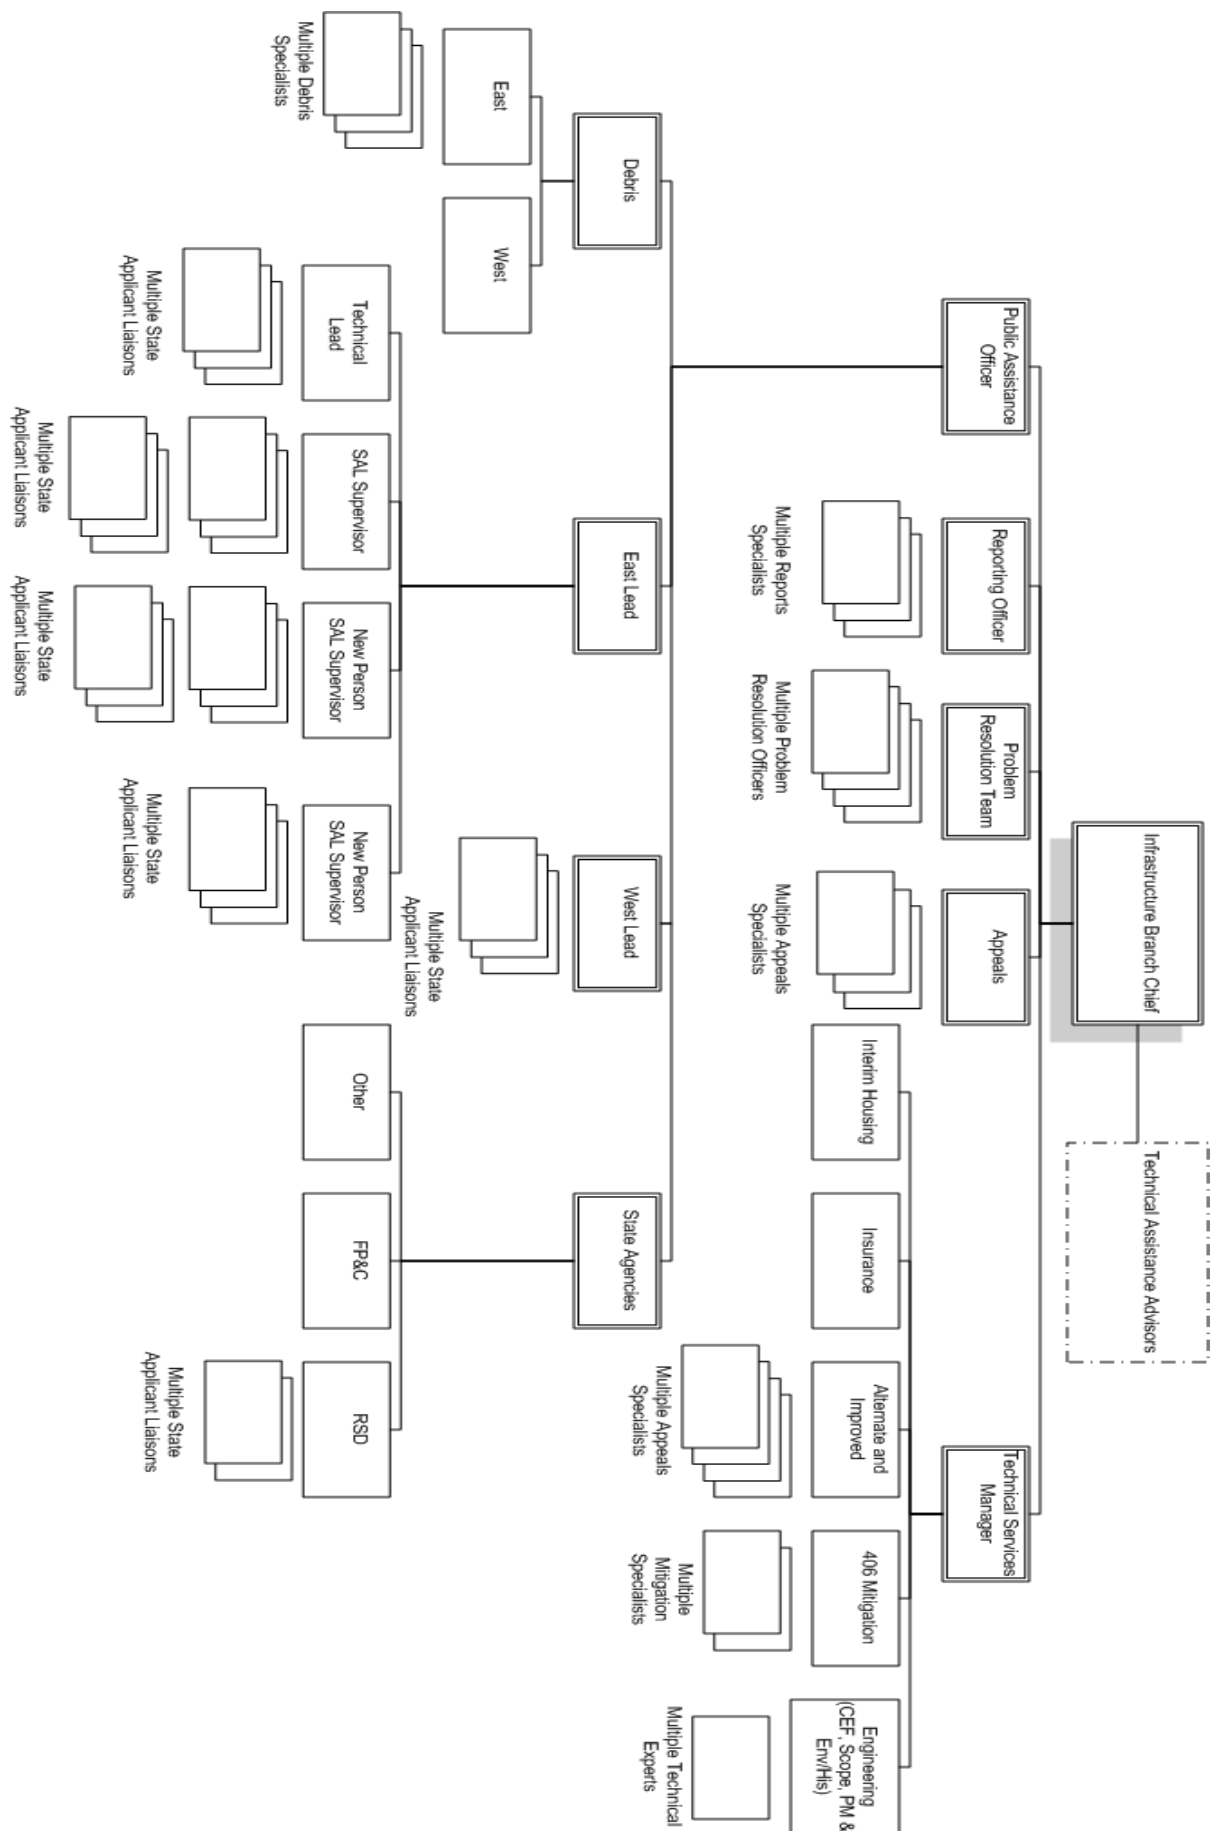 Infrastructure Branch Chief
Technical Assistance Advisors
Public Assistance
Officer
Reporting Officer
Multiple Reports
Specialists
Problem
Resolution Team
Multiple Problem
Resolution Officers
Appeals
Multiple Appeals
Specialists
Technical Services
Manager
Interim Housing
Insurance
Alternate and
Improved
Multiple Appeals
Specialists
406 Mitigation
Multiple
Mitigation
Specialists
Engineering
(CEF, Scope, PM &
Env/His)
Multiple Technical
Experts
Debris
East
West
Multiple Debris
Specialists
East Lead
Technical
Lead
Multiple State
Applicant Liaisons
SAL Supervisor
Multiple State
Applicant Liaisons
New Person
SAL Supervisor
Multiple State
Applicant Liaisons
New Person
SAL Supervisor
Multiple State
Applicant Liaisons
West Lead
Multiple State
Applicant Liaisons
State Agencies
Other
FP&C
RSD
Multiple State
Applicant Liaisons